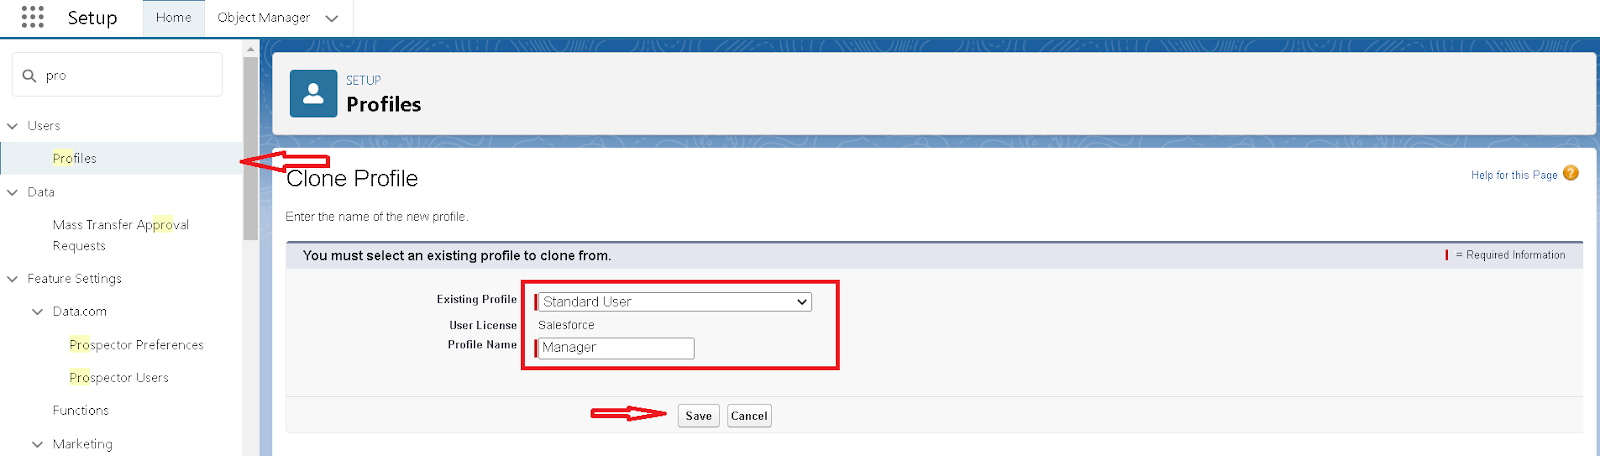 Setup
Home
Object Manager
pro
Users
Profiles
Data
Mass Transfer Approval
Requests
Feature Settings
Data.com
Prospector Preferences
Prospector Users
Functions
Marketing
SETUP
Profiles
Clone Profile
Help for this Page ?
Enter the name of the new profile.
You must select an existing profile to clone from.
= Required Information
Existing Profile Standard User
User License Salesforce
Profile Name Manager
Save Cancel